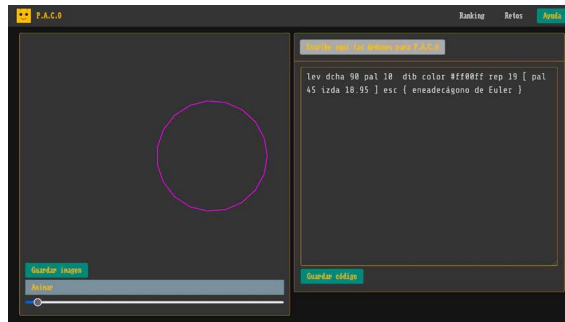 P.A.C.O
Ranking Retos Ayuda
Escribe aquí las órdenes para P.A.C.O
lev dcha 90 pal 10 dib color #ff00ff rep 19 [ pal
45 izda 18.95 ] esc { eneadecágono de Euler }
Guardar imagen
Animar
Guardar código